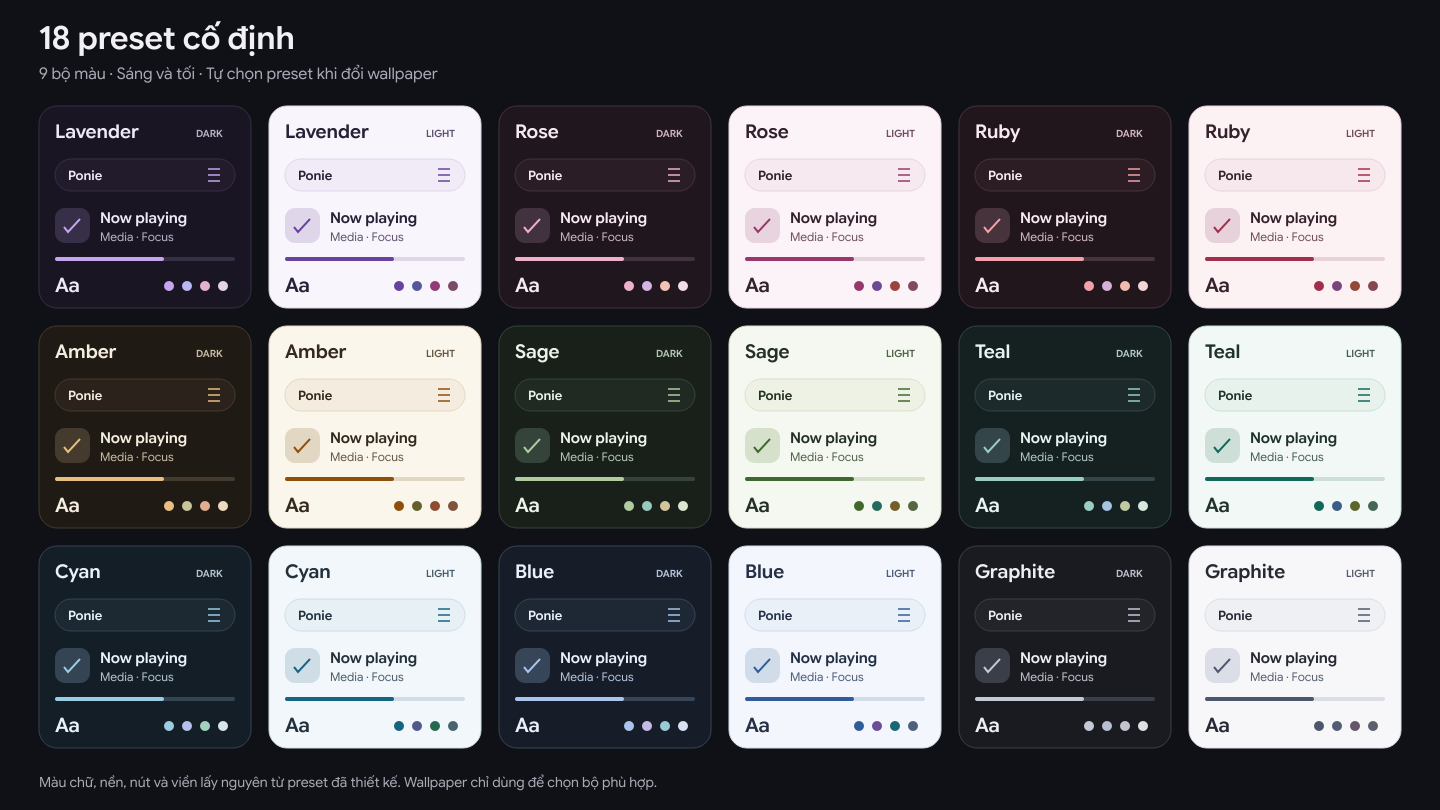 18 preset cố định
9 bộ màu · Sáng và tối · Tự chọn preset khi đổi wallpaper
Lavender DARK
Ponie
Now playing
Media · Focus
Aa
Lavender LIGHT
Ponie
Now playing
Media · Focus
Aa
Rose DARK
Ponie
Now playing
Media · Focus
Aa
Rose LIGHT
Ponie
Now playing
Media · Focus
Aa
Ruby DARK
Ponie
Now playing
Media · Focus
Aa
Ruby LIGHT
Ponie
Now playing
Media · Focus
Aa
Amber DARK
Ponie
Now playing
Media · Focus
Aa
Amber LIGHT
Ponie
Now playing
Media · Focus
Aa
Sage DARK
Ponie
Now playing
Media · Focus
Aa
Sage LIGHT
Ponie
Now playing
Media · Focus
Aa
Teal DARK
Ponie
Now playing
Media · Focus
Aa
Teal LIGHT
Ponie
Now playing
Media · Focus
Aa
Cyan DARK
Ponie
Now playing
Media · Focus
Aa
Cyan LIGHT
Ponie
Now playing
Media · Focus
Aa
Blue DARK
Ponie
Now playing
Media · Focus
Aa
Blue LIGHT
Ponie
Now playing
Media · Focus
Aa
Graphite DARK
Ponie
Now playing
Media · Focus
Aa
Graphite LIGHT
Ponie
Now playing
Media · Focus
Aa
Màu chữ, nền, nút và viền lấy nguyên từ preset đã thiết kế. Wallpaper chỉ dùng để chọn bộ phù hợp.